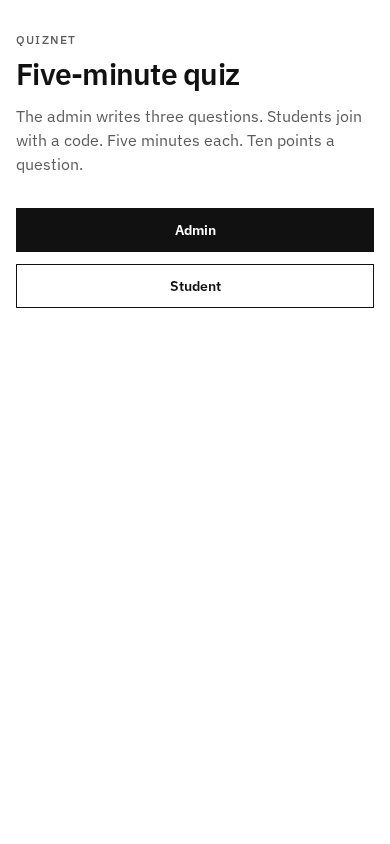 QUIZNET
Five-minute quiz
The admin writes three questions. Students join
with a code. Five minutes each. Ten points a
question.
Admin
Student